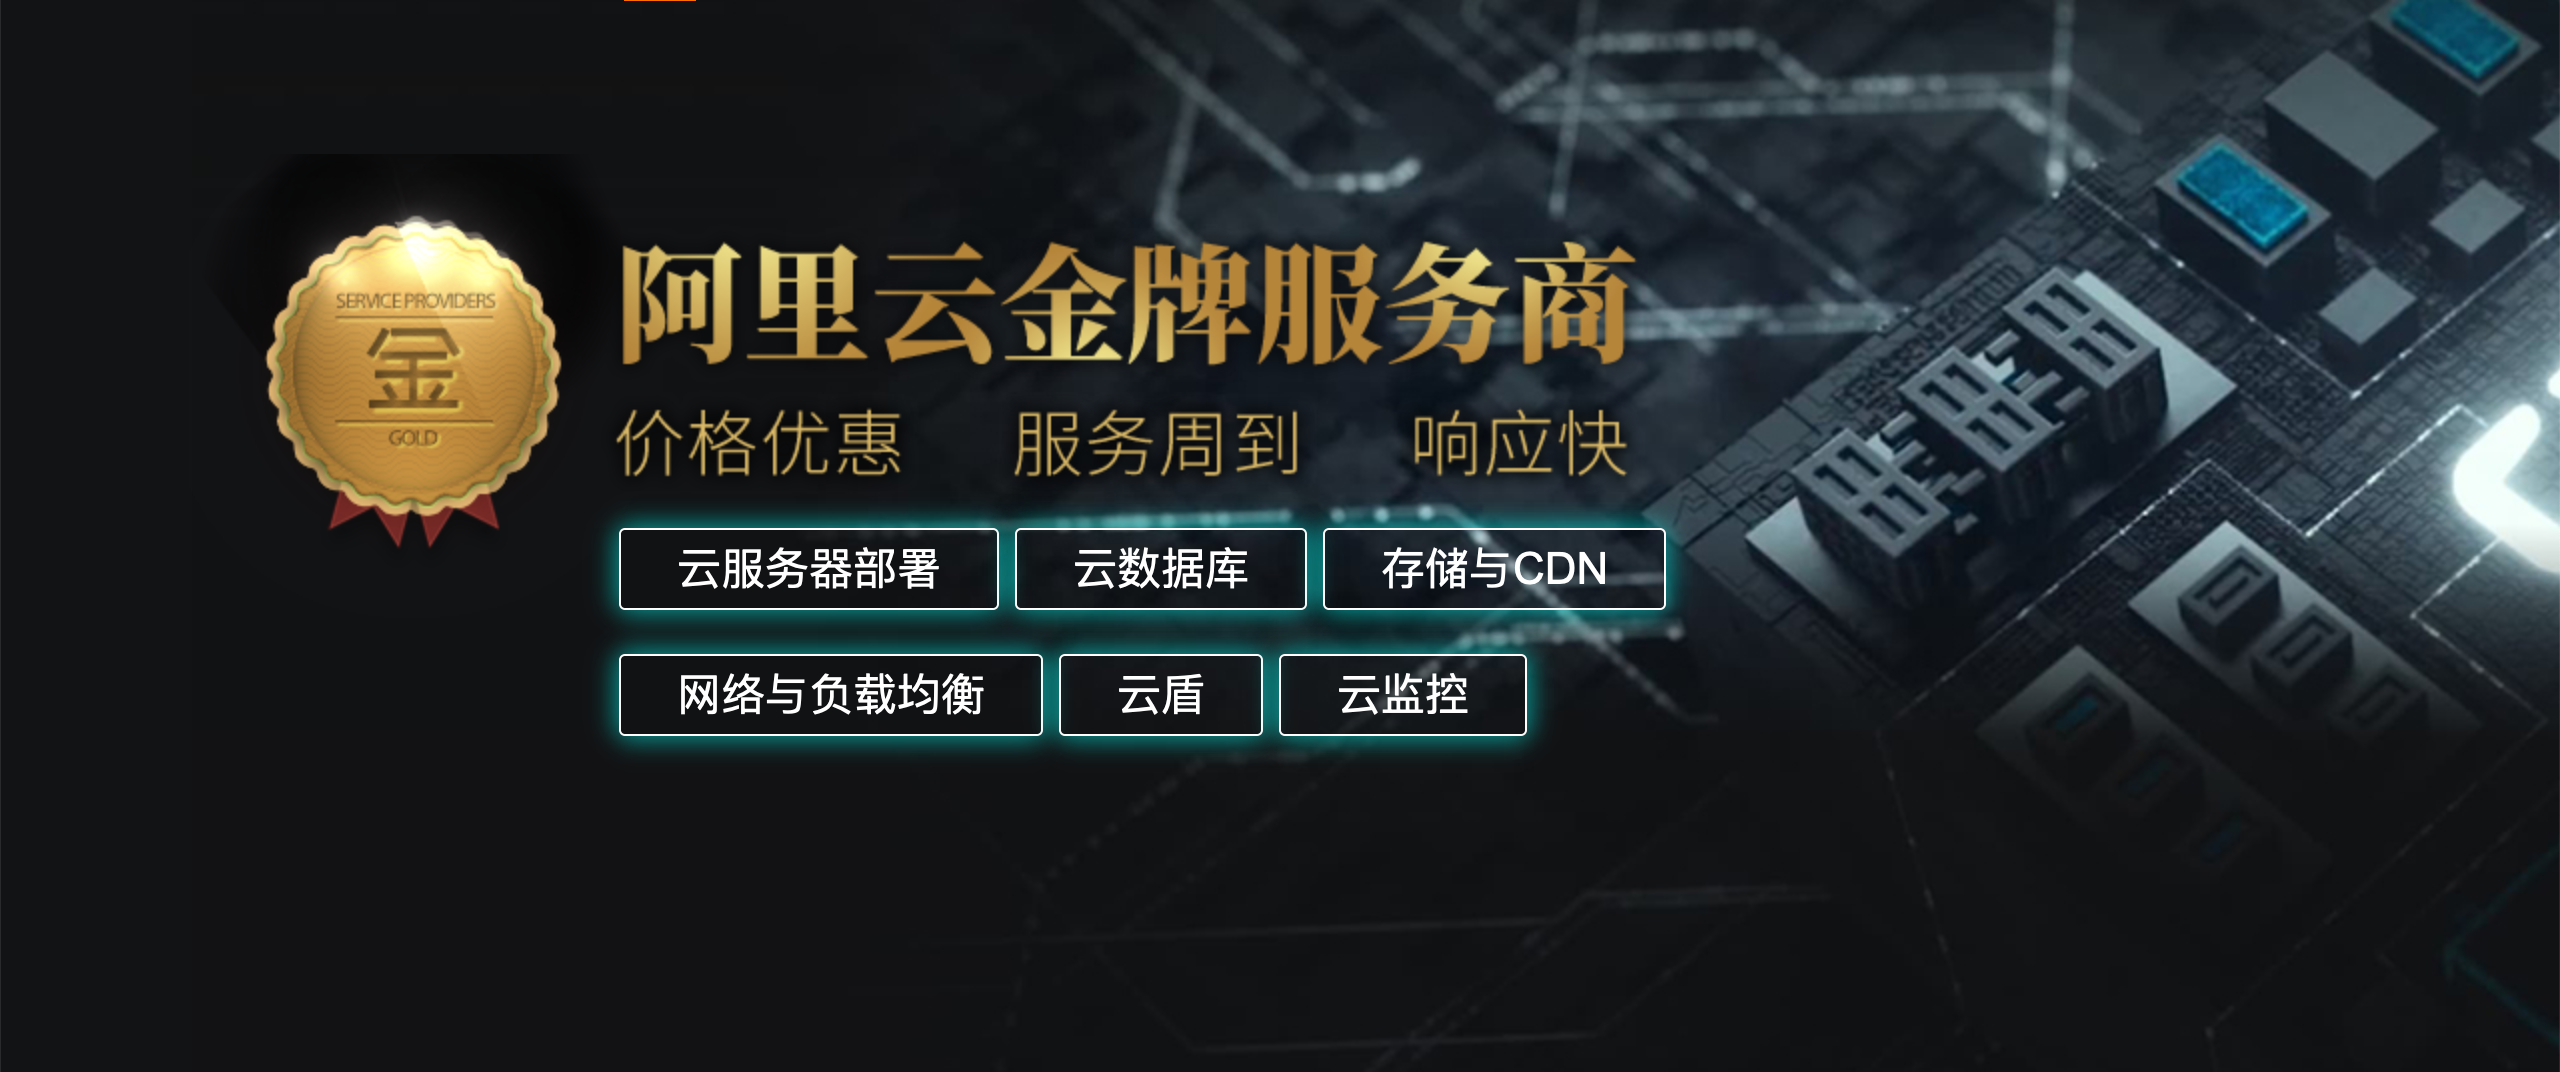 SERVICE PROVIDERS
金
GOLD
阿里云金牌服务商
价格优惠 服务周到 响应快
云服务器部署 云数据库 存储与CDN
网络与负载均衡 云盾 云监控